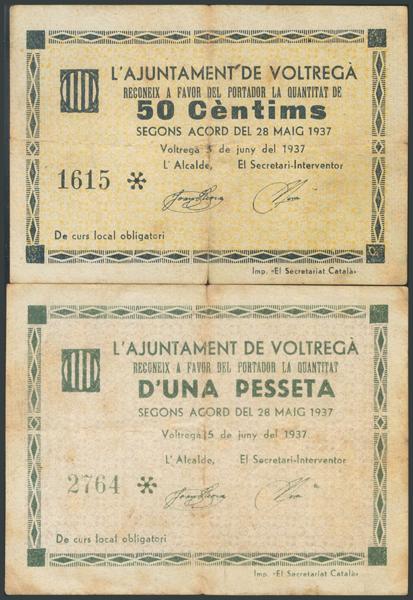 L'AJUNTAMENT DE VOLTREGÀ
RECONEIX A FAVOR DEL PORTADOR LA QUANTITAT DE
50 Cèntims
SEGONS ACORD DEL 28 MAIG 1937
Voltregà 5 de juny del 1937
L'Alcalde, El Secretari-Interventor
1615 *
De curs local obligatori
Imp. «El Secretariat Català»
L'AJUNTAMENT DE VOLTREGÀ
RECONEIX A FAVOR DEL PORTADOR LA QUANTITAT
D'UNA PESSETA
SEGONS ACORD DEL 28 MAIG DEL 1937
Voltregà 5 de juny del 1937
L'Alcalde, El Secretari-Interventor
2764 *
De curs local obligatori
Imp. «El Secretariat Català»